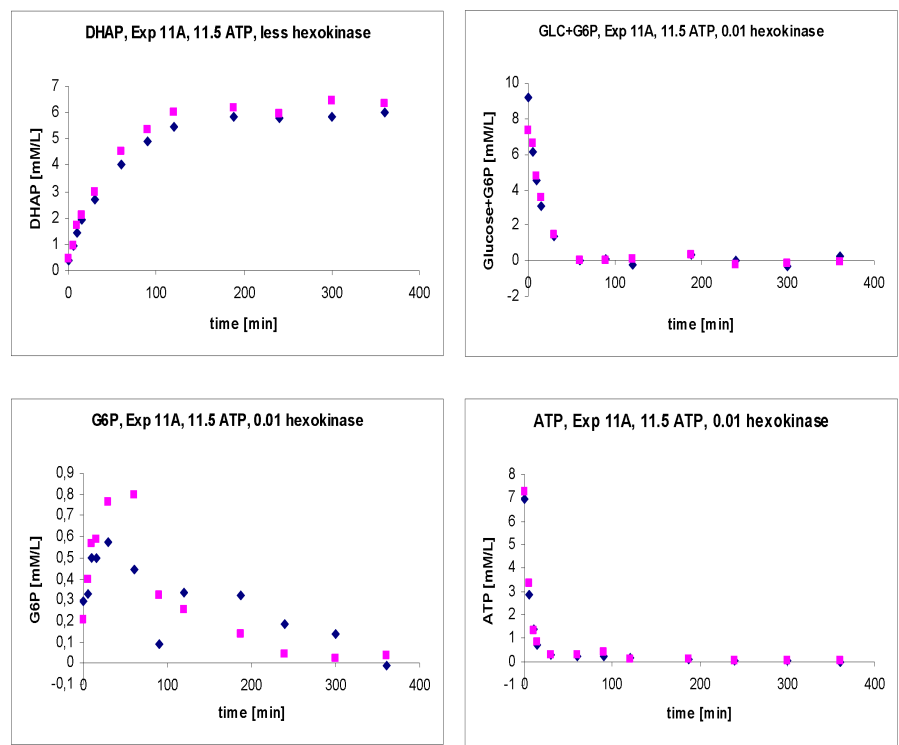 DHAP, Exp 11A, 11.5 ATP, less hexokinase
7
6
5
4
3
2
1
0
DHAP [mM/L]
0 100 200 300 400
time [min]
GLC+G6P, Exp 11A, 11.5 ATP, 0.01 hexokinase
10
8
6
4
2
0
-2
Glucose+G6P [mM/L]
0 100 200 300 400
time [min]
G6P, Exp 11A, 11.5 ATP, 0.01 hexokinase
0,9
0,8
0,7
0,6
0,5
0,4
0,3
0,2
0,1
0
-0,1
G6P [mM/L]
0 100 200 300 400
time [min]
ATP, Exp 11A, 11.5 ATP, 0.01 hexokinase
8
7
6
5
4
3
2
1
0
-1
ATP [mM/L]
0 100 200 300 400
time [min]